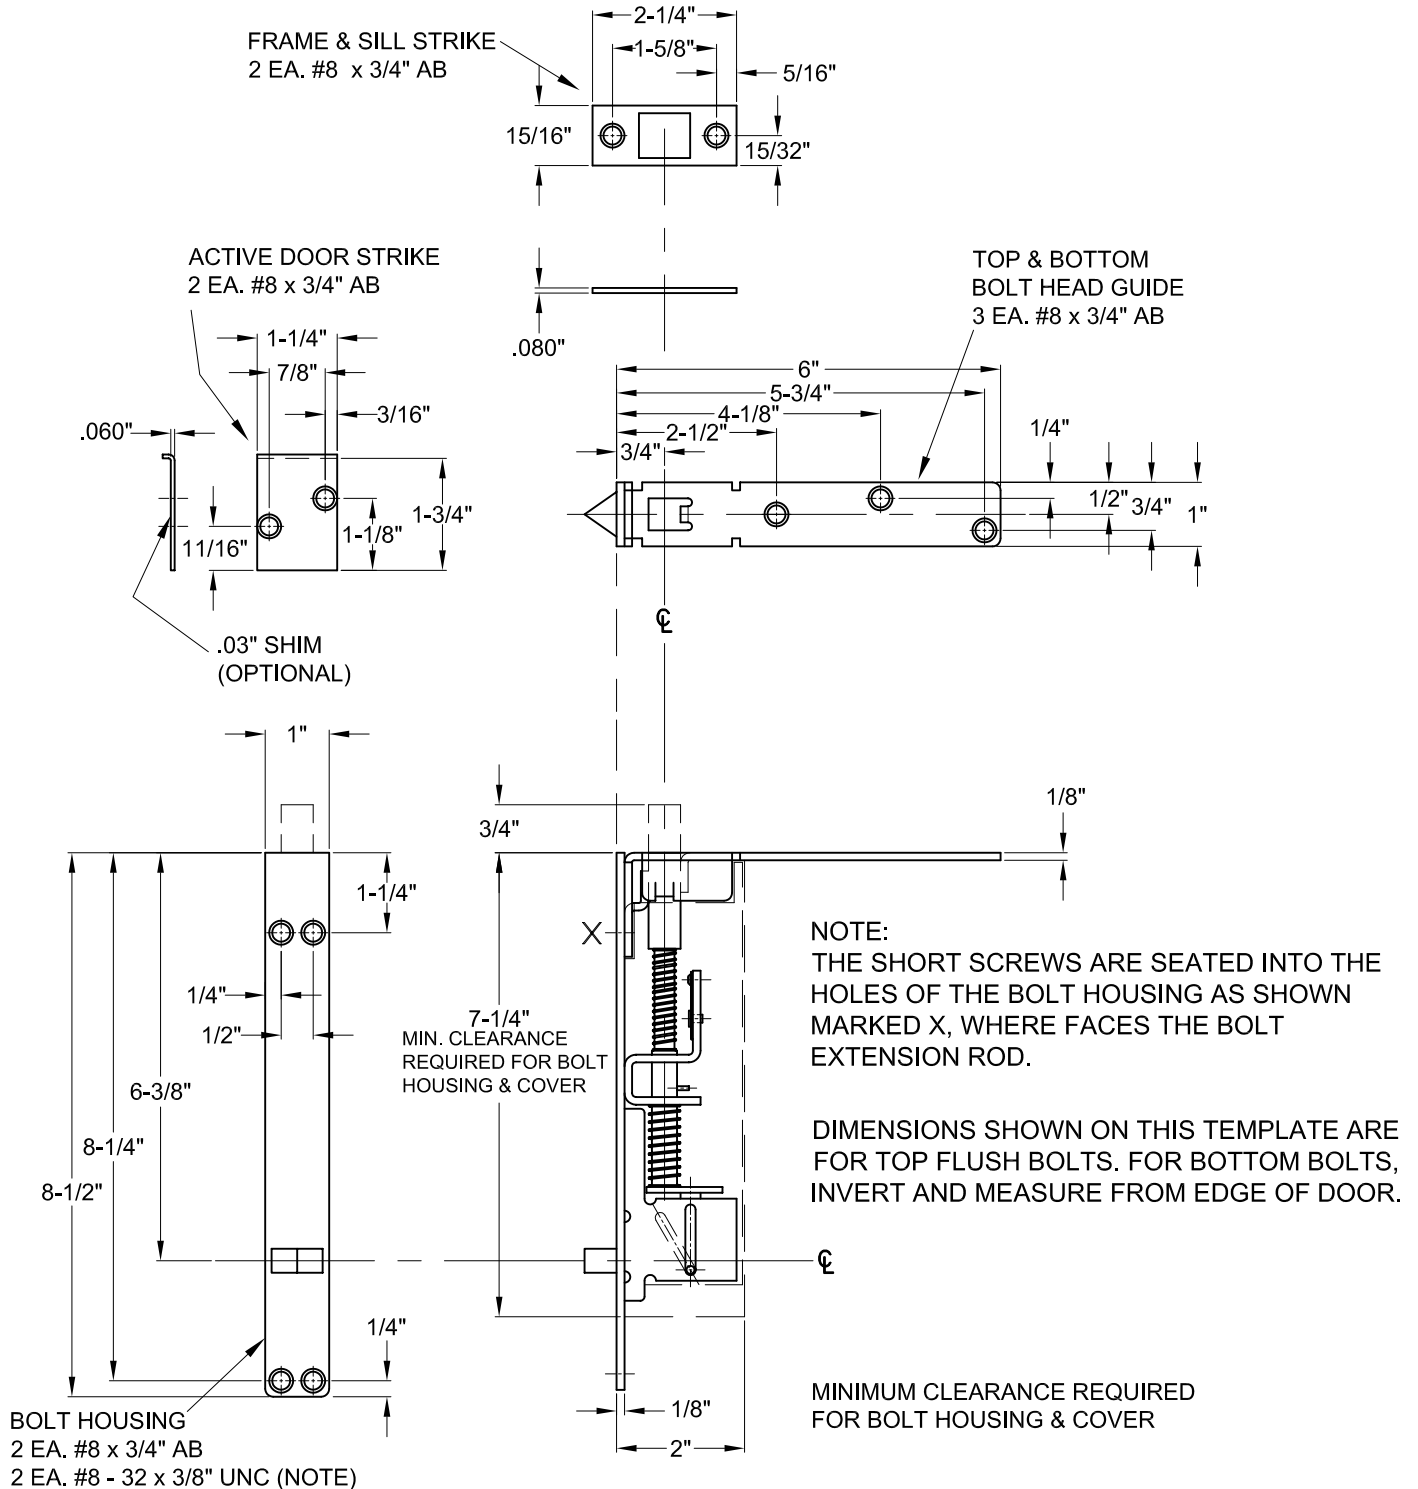 2-1/4"
FRAME & SILL STRIKE
2 EA. #8 x 3/4" AB
1-5/8"
5/16"
15/16"
15/32"
ACTIVE DOOR STRIKE
2 EA. #8 x 3/4" AB
TOP & BOTTOM
BOLT HEAD GUIDE
3 EA. #8 x 3/4" AB
.080"
1-1/4"
7/8"
3/16"
.060"
1-3/4"
1-1/8"
11/16"
.03" SHIM
(OPTIONAL)
6"
5-3/4"
4-1/8"
2-1/2"
3/4"
1/4"
1/2"
3/4"
1"
CL
1"
3/4"
1/8"
1-1/4"
X
1/4"
1/2"
7-1/4"
MIN. CLEARANCE
REQUIRED FOR BOLT
HOUSING & COVER
6-3/8"
8-1/4"
8-1/2"
NOTE:
THE SHORT SCREWS ARE SEATED INTO THE
HOLES OF THE BOLT HOUSING AS SHOWN
MARKED X, WHERE FACES THE BOLT
EXTENSION ROD.
DIMENSIONS SHOWN ON THIS TEMPLATE ARE
FOR TOP FLUSH BOLTS. FOR BOTTOM BOLTS,
INVERT AND MEASURE FROM EDGE OF DOOR.
CL
1/4"
BOLT HOUSING
2 EA. #8 x 3/4" AB
2 EA. #8 - 32 x 3/8" UNC (NOTE)
1/8"
2"
MINIMUM CLEARANCE REQUIRED
FOR BOLT HOUSING & COVER